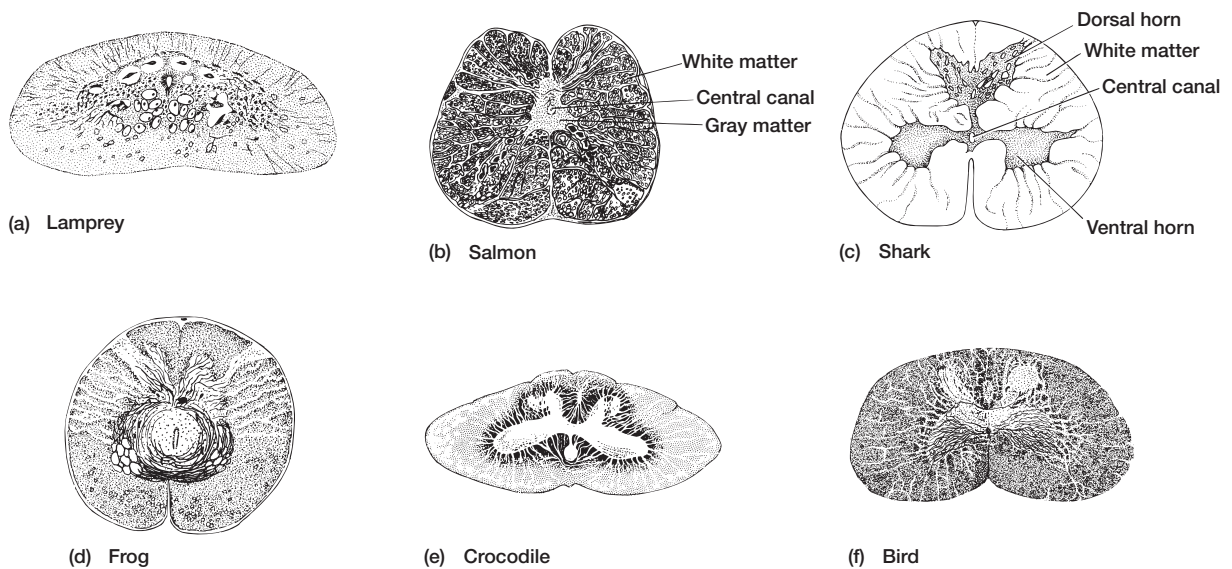 White matter
Central canal
Gray matter
Dorsal horn
White matter
Central canal
Ventral horn
(a) Lamprey
(b) Salmon
(c) Shark
(d) Frog
(e) Crocodile
(f) Bird